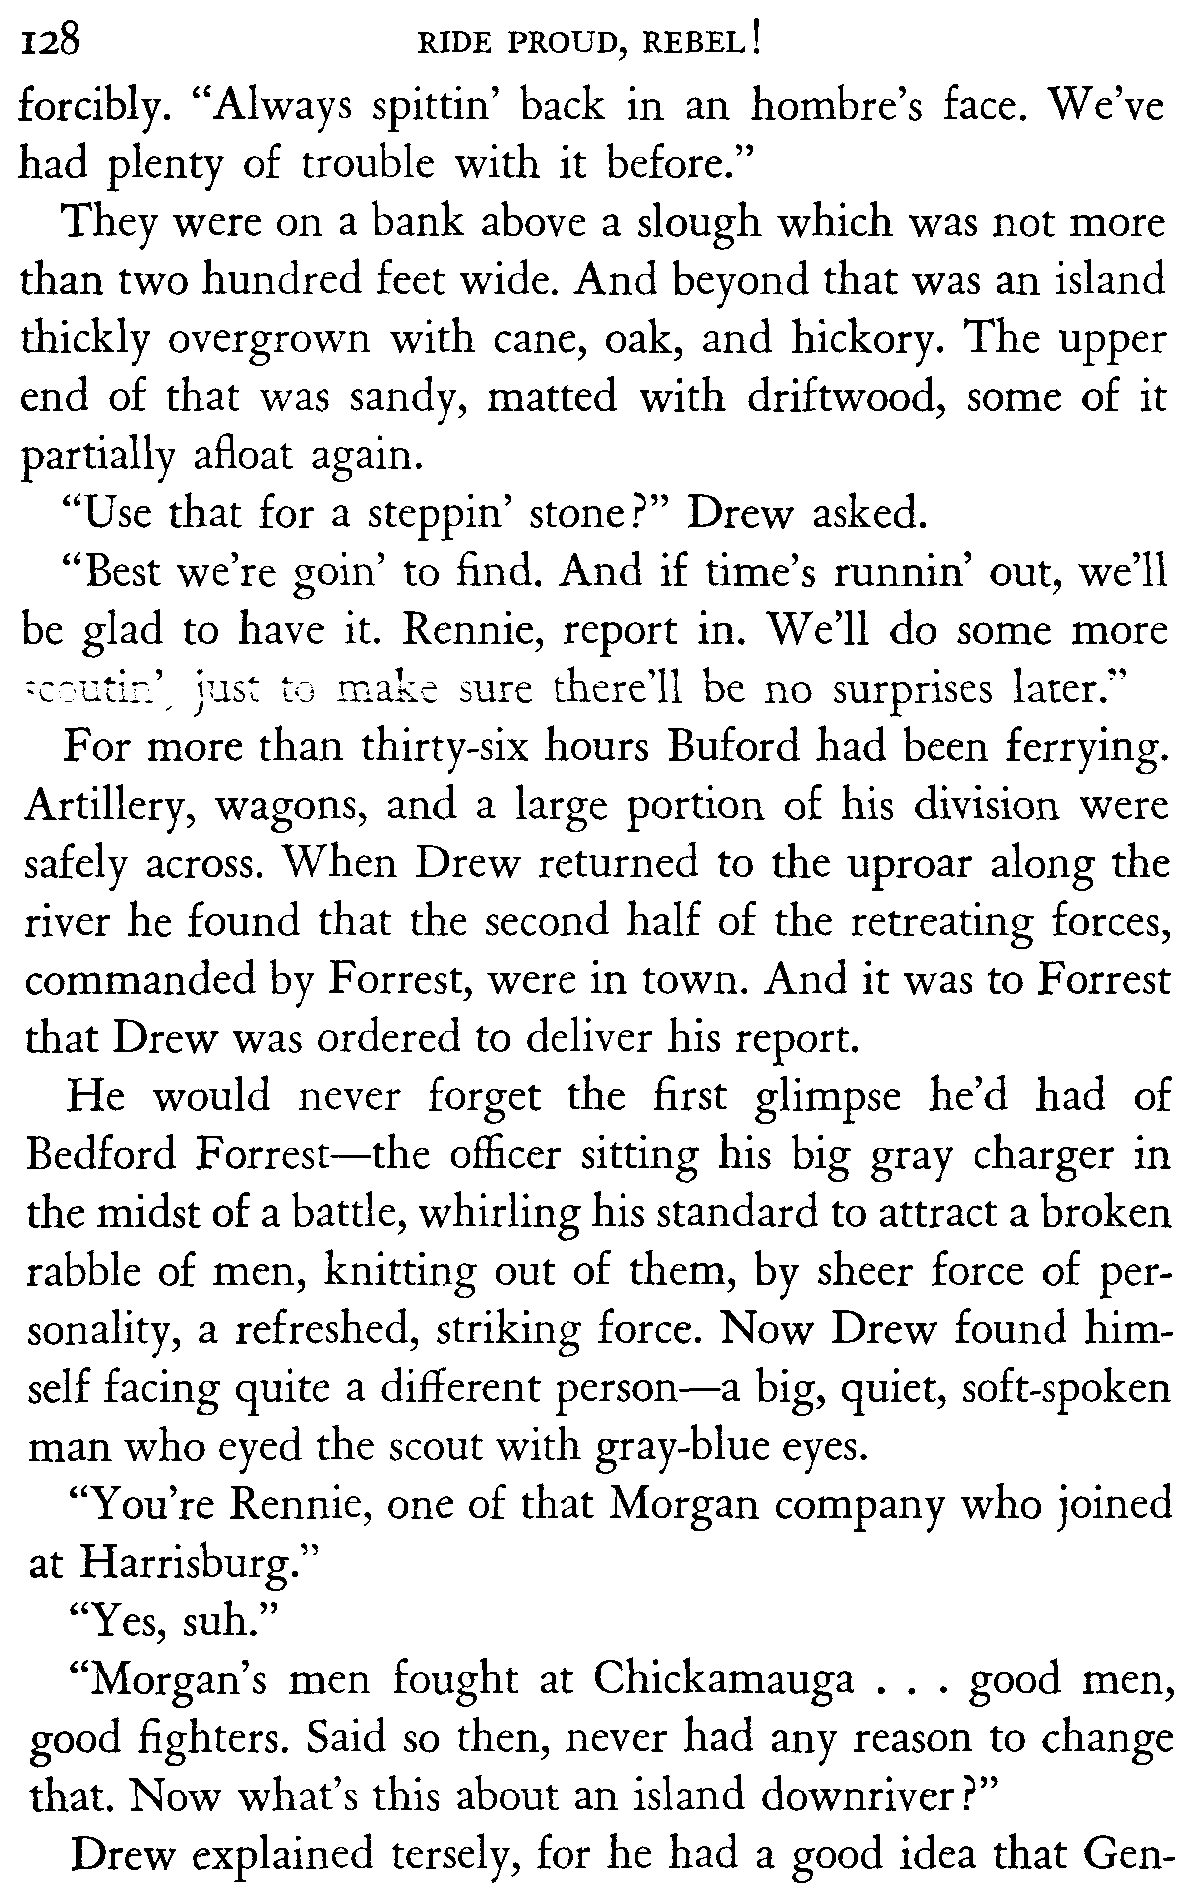 128 RIDE PROUD, REBEL!
forcibly. “Always spittin’ back in an hombre’s face. We’ve
had plenty of trouble with it before.”
They were on a bank above a slough which was not more
than two hundred feet wide. And beyond that was an island
thickly overgrown with cane, oak, and hickory. The upper
end of that was sandy, matted with driftwood, some of it
partially afloat again.
“Use that for a steppin’ stone?” Drew asked.
“Best we’re goin’ to find. And if time’s runnin’ out, we’ll
be glad to have it. Rennie, report in. We’ll do some more
scoutin’, just to make sure there’ll be no surprises later.”
For more than thirty-six hours Buford had been ferrying.
Artillery, wagons, and a large portion of his division were
safely across. When Drew returned to the uproar along the
river he found that the second half of the retreating forces,
commanded by Forrest, were in town. And it was to Forrest
that Drew was ordered to deliver his report.
He would never forget the first glimpse he’d had of
Bedford Forrest—the officer sitting his big gray charger in
the midst of a battle, whirling his standard to attract a broken
rabble of men, knitting out of them, by sheer force of per-
sonality, a refreshed, striking force. Now Drew found him-
self facing quite a different person—a big, quiet, soft-spoken
man who eyed the scout with gray-blue eyes.
“You’re Rennie, one of that Morgan company who joined
at Harrisburg.”
“Yes, suh.”
“Morgan’s men fought at Chickamauga . . . good men,
good fighters. Said so then, never had any reason to change
that. Now what’s this about an island downriver?”
Drew explained tersely, for he had a good idea that Gen-